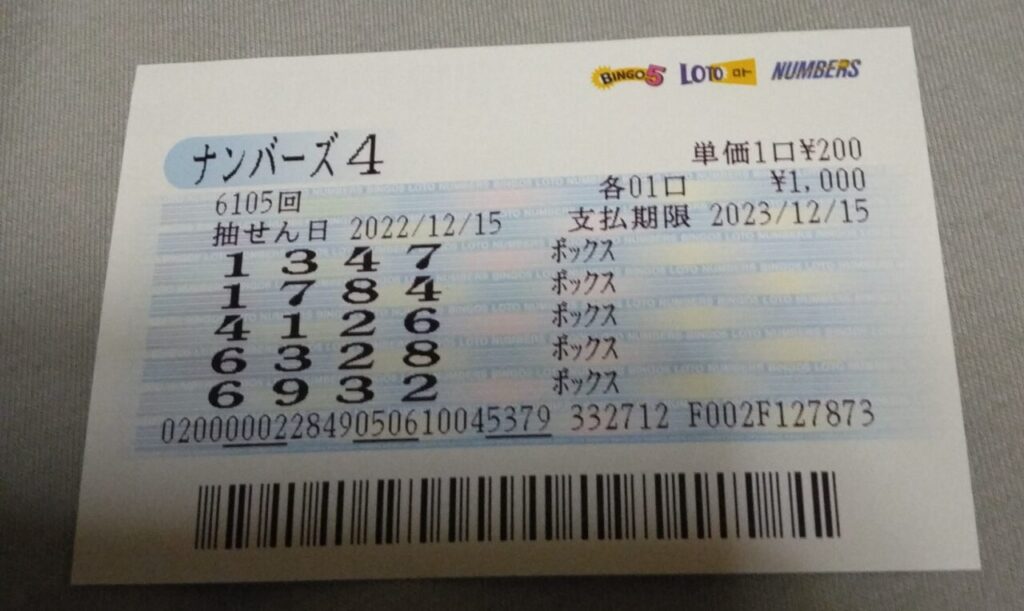 BINGO5 LOTO ロト NUMBERS
ナンバーズ4 単価1口¥200
6105回 各01口 ¥1,000
抽せん日 2022/12/15 支払期限 2023/12/15
1 3 4 7 ボックス
1 7 8 4 ボックス
4 1 2 6 ボックス
6 3 2 8 ボックス
6 9 3 2 ボックス
020000022849050610045379 332712 F002F127873